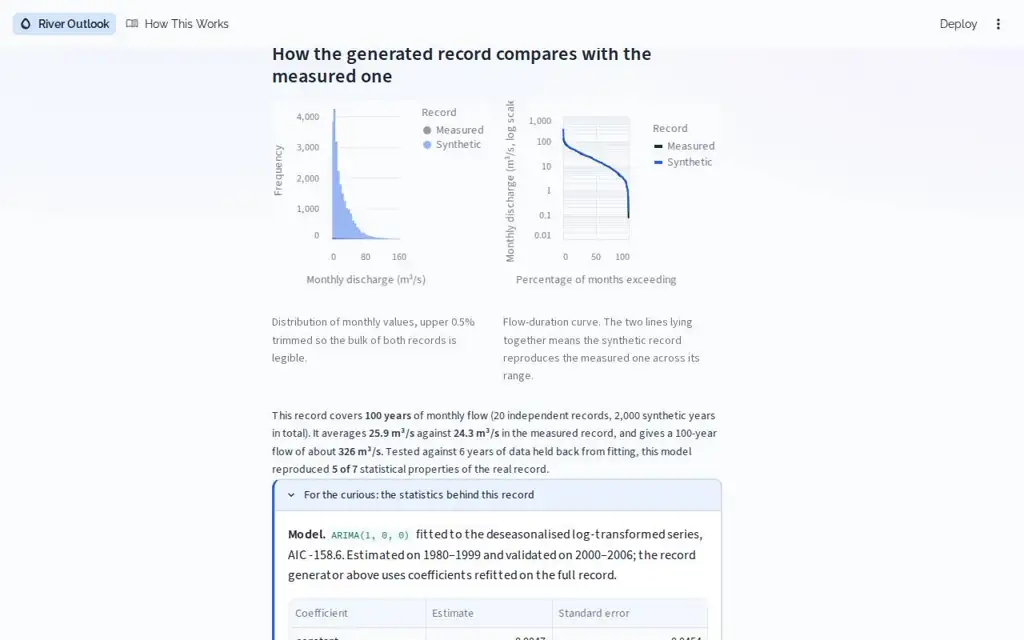 River Outlook
How This Works
Deploy
How the generated record compares with the
measured one
4,000
3,000
2,000
1,000
0
Frequency
0 80 160
Monthly discharge (m³/s)
Record
Measured
Synthetic
Monthly discharge (m³/s, log scale
1,000
100
10
1
0.1
0.01
0 50 100
Percentage of months exceeding
Record
Measured
Synthetic
Distribution of monthly values, upper 0.5%
trimmed so the bulk of both records is
legible.
Flow-duration curve. The two lines lying
together means the synthetic record
reproduces the measured one across its
range.
This record covers 100 years of monthly flow (20 independent records, 2,000 synthetic years
in total). It averages 25.9 m³/s against 24.3 m³/s in the measured record, and gives a 100-year
flow of about 326 m³/s. Tested against 6 years of data held back from fitting, this model
reproduced 5 of 7 statistical properties of the real record.
For the curious: the statistics behind this record
Model. ARIMA(1, 0, 0) fitted to the deseasonalised log-transformed series,
AIC -158.6. Estimated on 1980–1999 and validated on 2000–2006; the record
generator above uses coefficients refitted on the full record.
Coefficient Estimate Standard error